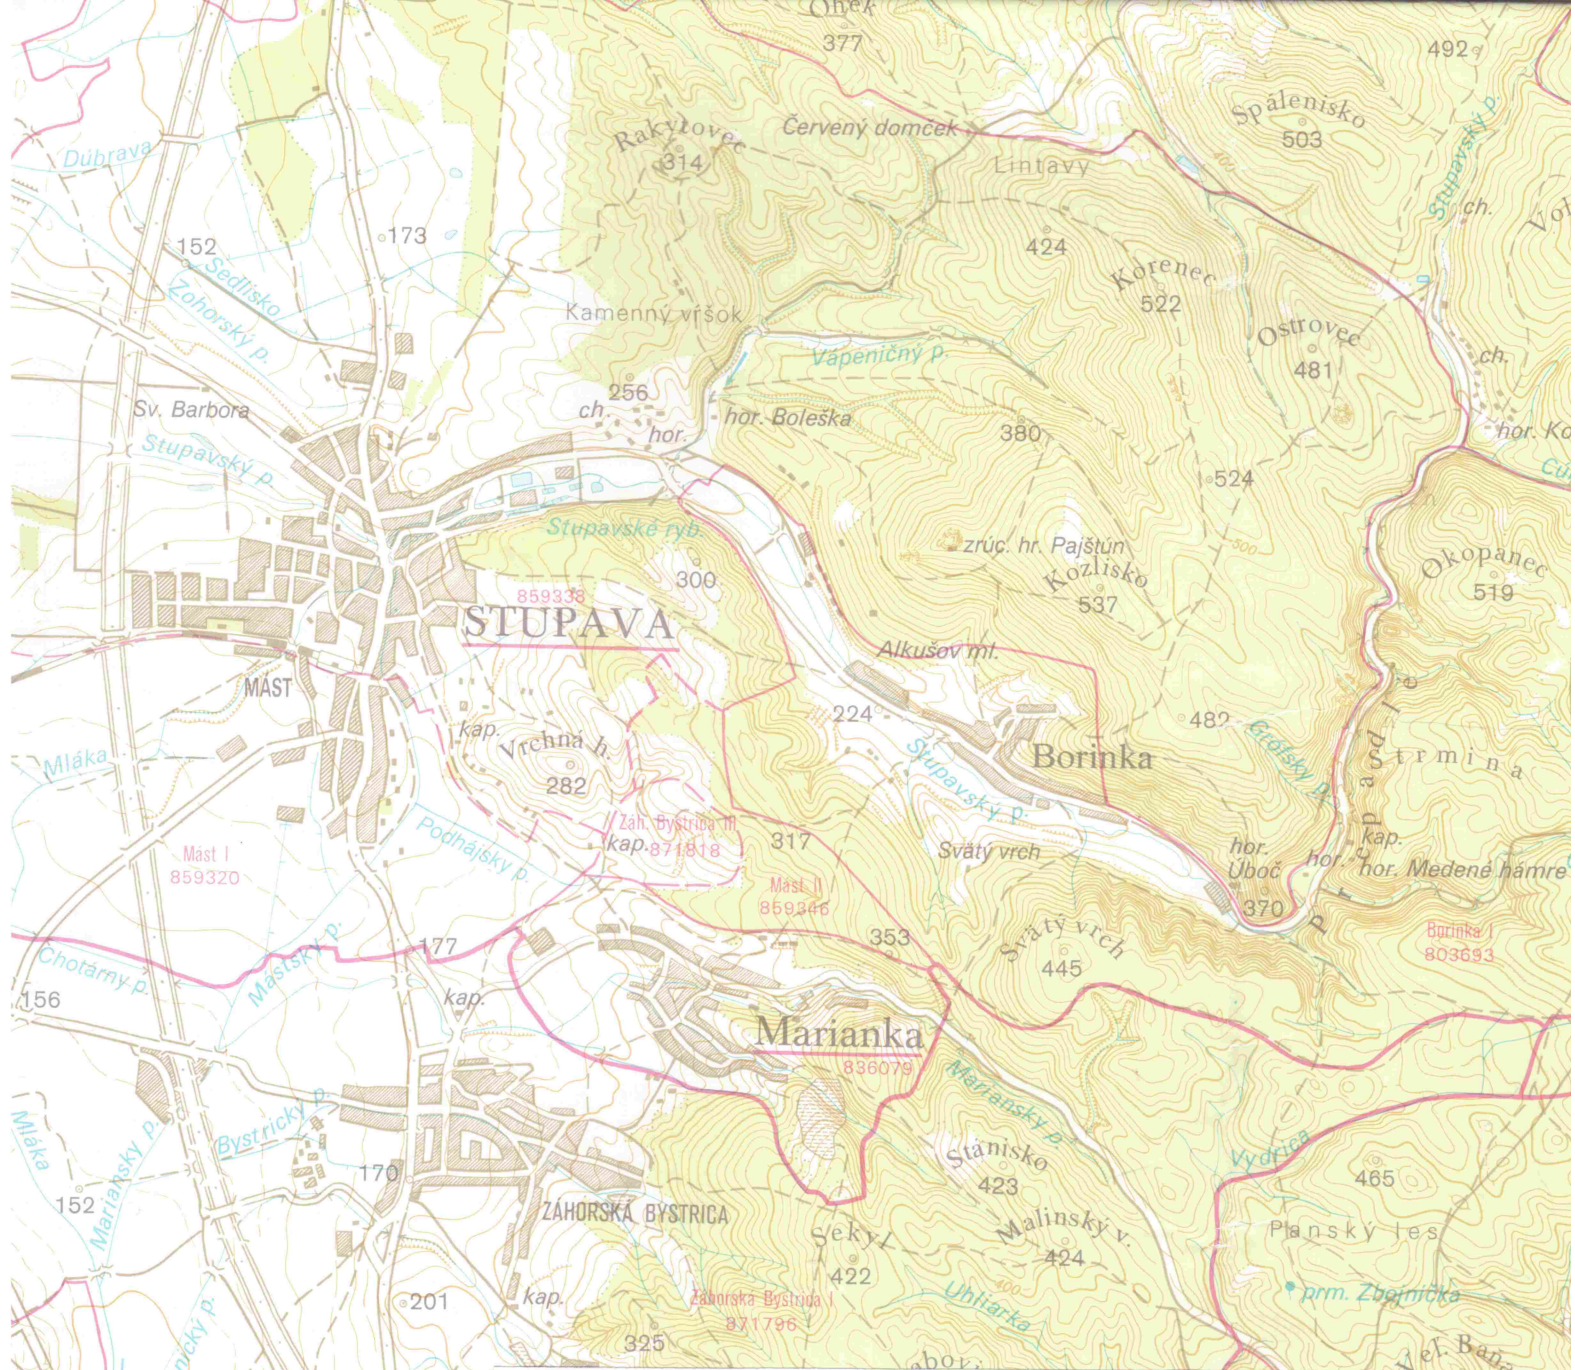 377
492
Spálenisko
503
Rakytovec
314
Červený domček
Lintavy
Stupavský p.
ch.
Dúbrava
152
173
Sedlisko
Zohorský p.
424
Korenec
522
Kamenný vŕšok
Vápeničný p.
Ostrovec
481
ch.
Sv. Barbora
256
ch.
hor.
hor. Boleška
380
Stupavský p.
524
500
400
Stupavské ryb.
zrúc. hr. Pajštún
Kozlisko
537
Okopanec
519
300
859338
STUPAVA
MÁST
Alkušov ml.
224
482
Grófsky p.
Strmina
Prepadlé
kap.
Vrchná h.
282
Borinka
Stupavský p.
Mláka
Podhájsky p.
Záh. Bystrica III
871818
kap.
317
Svätý vrch
hor.
Úboč
370
hor.
kap.
hor. Medené hámre
Mást I
859320
Mást II
859346
353
Svätý vrch
445
Borinka I
803693
Chotárny p.
Mástsky p.
177
156
kap.
Marianka
836079
Mariansky p.
Mláka
Mariansky p.
Bystrický p.
170
152
Stánisko
423
Vydrica
465
ZÁHORSKÁ BYSTRICA
Sekyl
422
Malinský v.
424
Planský les
201
kap.
Záhorská Bystrica I
871796
400
Uhliarka
prm. Zbojníčka
325